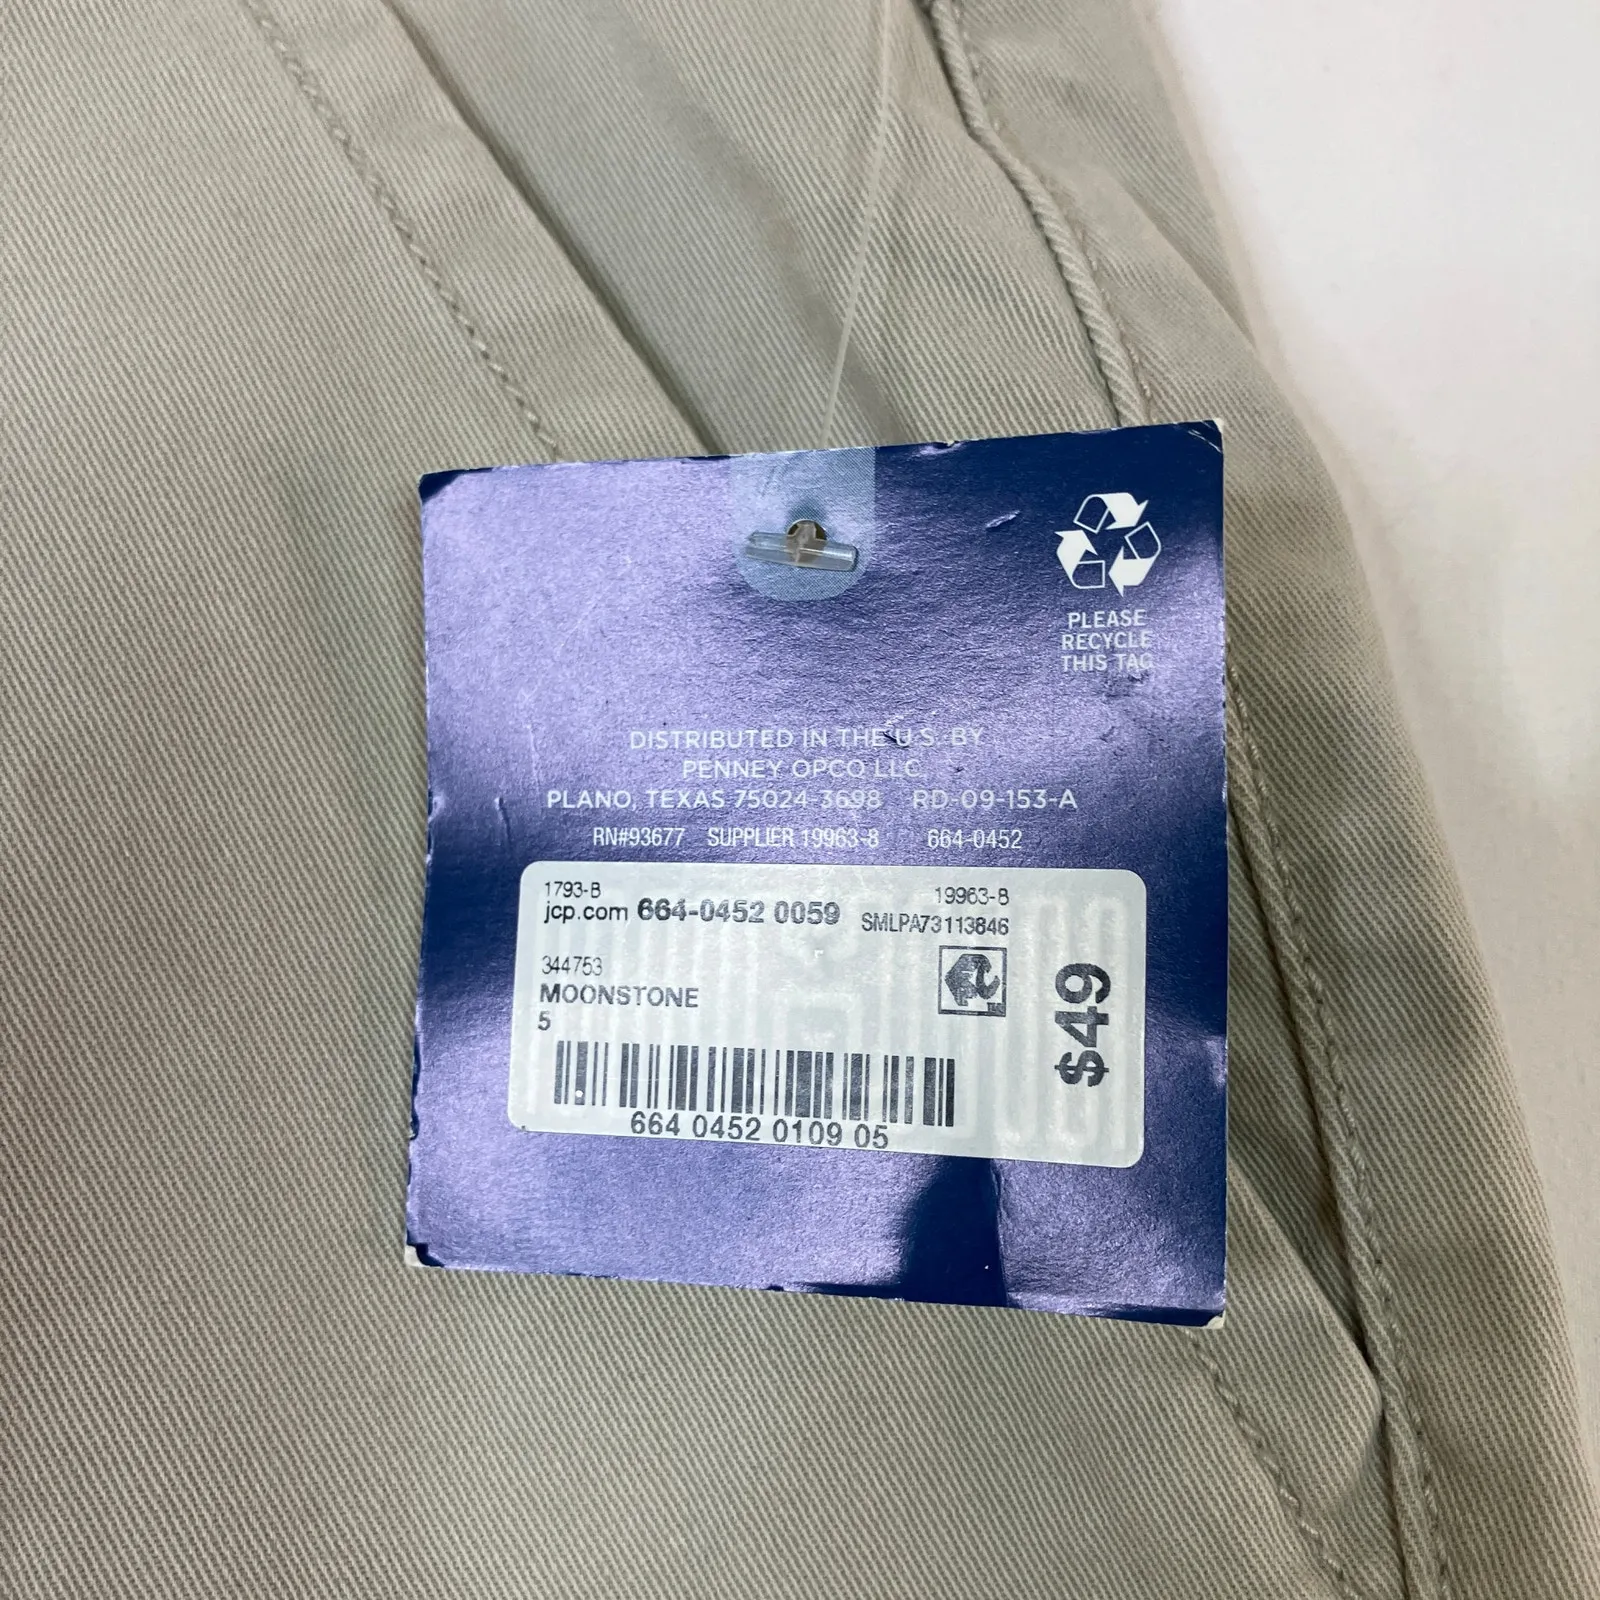 PLEASE
RECYCLE
THIS TAG
DISTRIBUTED IN THE U.S. BY
PENNEY OPCO LLC
PLANO, TEXAS 75024-3698 RD-09-153-A
RN#93677 SUPPLIER 19963-8 664-0452
1793-B 19963-8
jcp.com 664-0452 0059 SMLPA73113846
344753
MOONSTONE
5
$49
664 0452 0109 05